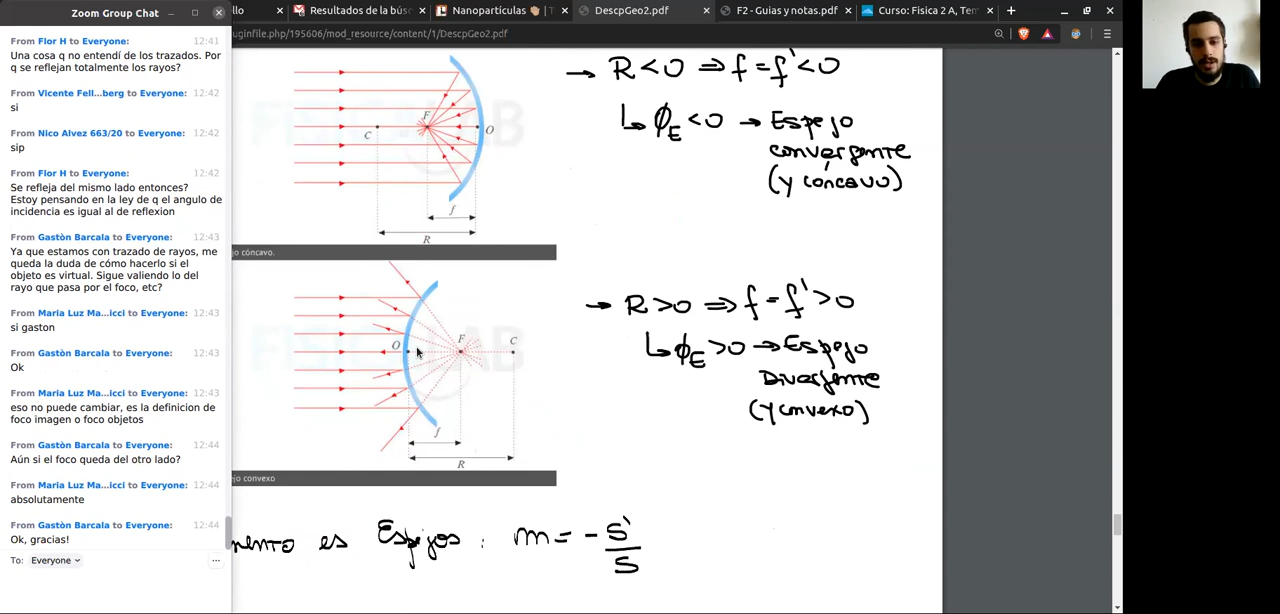 Zoom Group Chat
From Flor H to Everyone: 12:41
Una cosa q no entendí de los trazados. Por
q se reflejan totalmente los rayos?
From Vicente Fell...berg to Everyone: 12:42
si
From Nico Alvez 663/20 to Everyone: 12:42
sip
From Flor H to Everyone: 12:42
Se refleja del mismo lado entonces?
Estoy pensando en la ley de q el angulo de
incidencia es igual al de reflexion
From Gastòn Barcala to Everyone: 12:43
Ya que estamos con trazado de rayos, me
queda la duda de cómo hacerlo si el
objeto es virtual. Sigue valiendo lo del
rayo que pasa por el foco, etc?
From Maria Luz Ma...icci to Everyone: 12:43
si gaston
From Gastòn Barcala to Everyone: 12:43
Ok
From Maria Luz Ma...icci to Everyone: 12:43
eso no puede cambiar, es la definicion de
foco imagen o foco objetos
From Gastòn Barcala to Everyone: 12:44
Aún si el foco queda del otro lado?
From Maria Luz Ma...icci to Everyone: 12:44
absolutamente
From Gastòn Barcala to Everyone: 12:44
Ok, gracias!
To: Everyone
llo
Resultados de la bús
Nanopartículas 👏🏼 | T
DescpGeo2.pdf
F2 - Guias y notas.pdf
Curso: Fisica 2 A, Tem
uginfile.php/195606/mod_resource/content/1/DescpGeo2.pdf
C F O
f
R
jo cóncavo.
→ R<0 ⇒ f=f'<0
↳ ϕE<0 → Espejo
convergente
(y cóncavo)
O F C
f
R
jo convexo
→ R>0 ⇒ f=f'>0
↳ ϕE>0 → Espejo
Divergente
(y convexo)
mento es Espejos : m = - S'/S